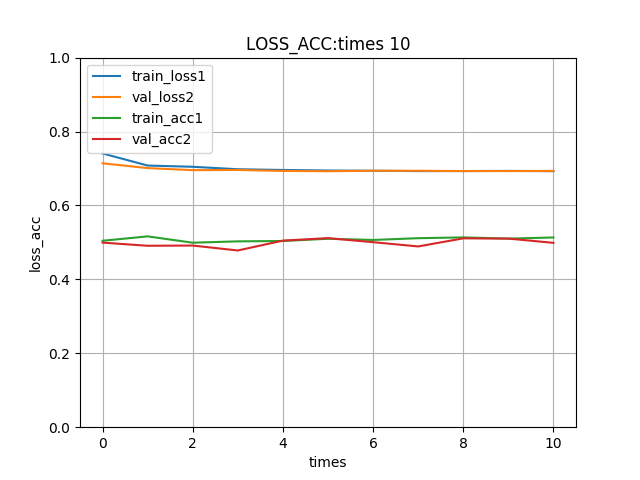 LOSS_ACC:times 10
1.0
0.8
0.6
0.4
0.2
0.0
loss_acc
train_loss1
val_loss2
train_acc1
val_acc2
0 2 4 6 8 10
times